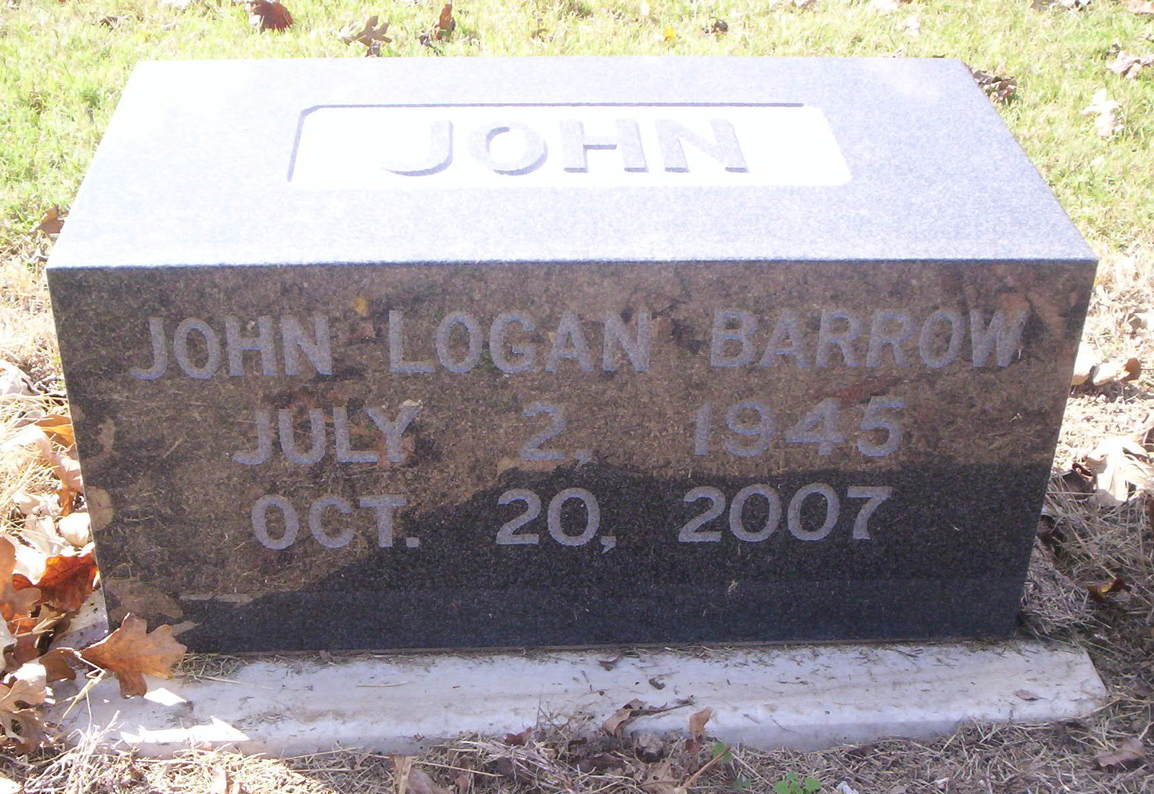 JOHN
JOHN LOGAN BARROW
JULY 2, 1945
OCT. 20, 2007